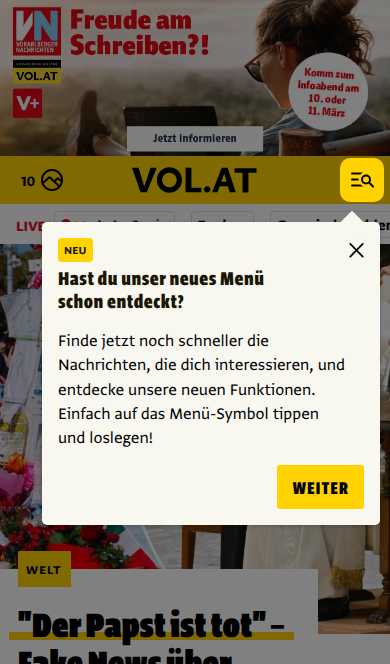 VN
VORARLBERGER
NACHRICHTEN
Freude am
Schreiben?!
VOL.AT
V+
Komm zum
Infoabend am
10. oder
11. März
Jetzt informieren
10
VOL.AT
LIVE
NEU
Hast du unser neues Menü
schon entdeckt?
Finde jetzt noch schneller die
Nachrichten, die dich interessieren, und
entdecke unsere neuen Funktionen.
Einfach auf das Menü-Symbol tippen
und loslegen!
WEITER
WELT
"Der Papst ist tot" –
Fake News über